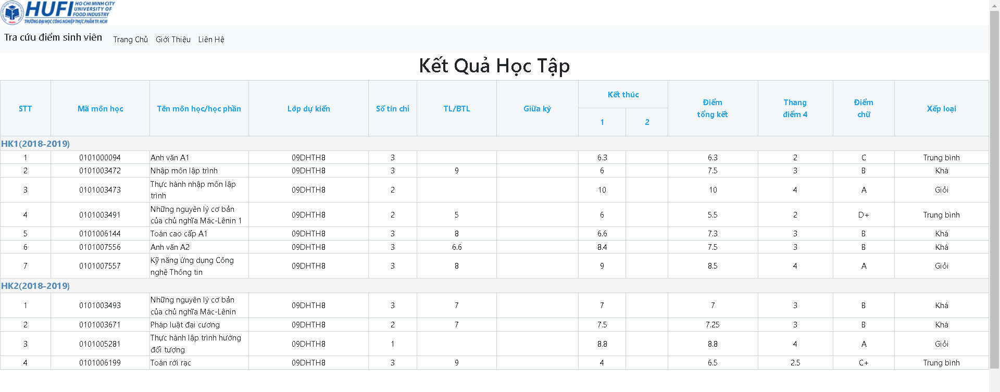 HUFI HO CHI MINH CITY
UNIVERSITY OF
FOOD INDUSTRY
TRƯỜNG ĐẠI HỌC CÔNG NGHIỆP THỰC PHẨM TP. HCM
Tra cứu điểm sinh viên Trang Chủ Giới Thiệu Liên Hệ
Kết Quả Học Tập
STT Mã môn học Tên môn học/học phần Lớp dự kiến Số tín chỉ TL/BTL Giữa kỳ Kết thúc Điểm tổng kết Thang điểm 4 Điểm chữ Xếp loại
1 2
HK1(2018-2019)
1 0101000094 Anh văn A1 09DHTH8 3 6.3 6.3 2 C Trung bình
2 0101003472 Nhập môn lập trình 09DHTH8 3 9 6 7.5 3 B Khá
3 0101003473 Thực hành nhập môn lập trình 09DHTH8 2 10 10 4 A Giỏi
4 0101003491 Những nguyên lý cơ bản của chủ nghĩa Mác-Lênin 1 09DHTH8 2 5 6 5.5 2 D+ Trung bình
5 0101006144 Toán cao cấp A1 09DHTH8 3 8 6.6 7.3 3 B Khá
6 0101007556 Anh văn A2 09DHTH8 3 6.6 8.4 7.5 3 B Khá
7 0101007557 Kỹ năng ứng dụng Công nghệ Thông tin 09DHTH8 3 8 9 8.5 4 A Giỏi
HK2(2018-2019)
1 0101003493 Những nguyên lý cơ bản của chủ nghĩa Mác-Lênin 09DHTH8 3 7 7 7 3 B Khá
2 0101003671 Pháp luật đại cương 09DHTH8 2 7 7.5 7.25 3 B Khá
3 0101005281 Thực hành lập trình hướng đối tượng 09DHTH8 1 8.8 8.8 4 A Giỏi
4 0101006199 Toán rời rạc 09DHTH8 3 9 4 6.5 2.5 C+ Trung bình